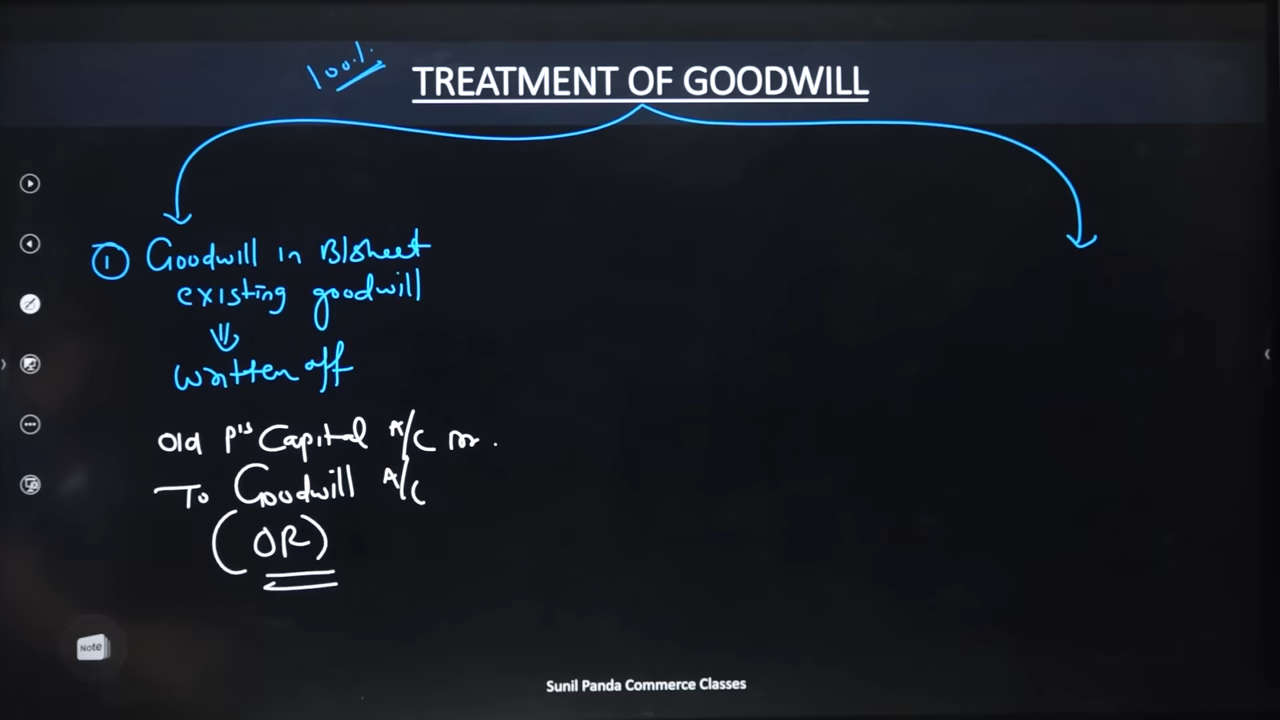 100%.
TREATMENT OF GOODWILL
① Goodwill in B/Sheet
existing goodwill
⇓
written off
Old P's Capital A/C Dr.
To Goodwill A/C
(OR)
Note
Sunil Panda Commerce Classes